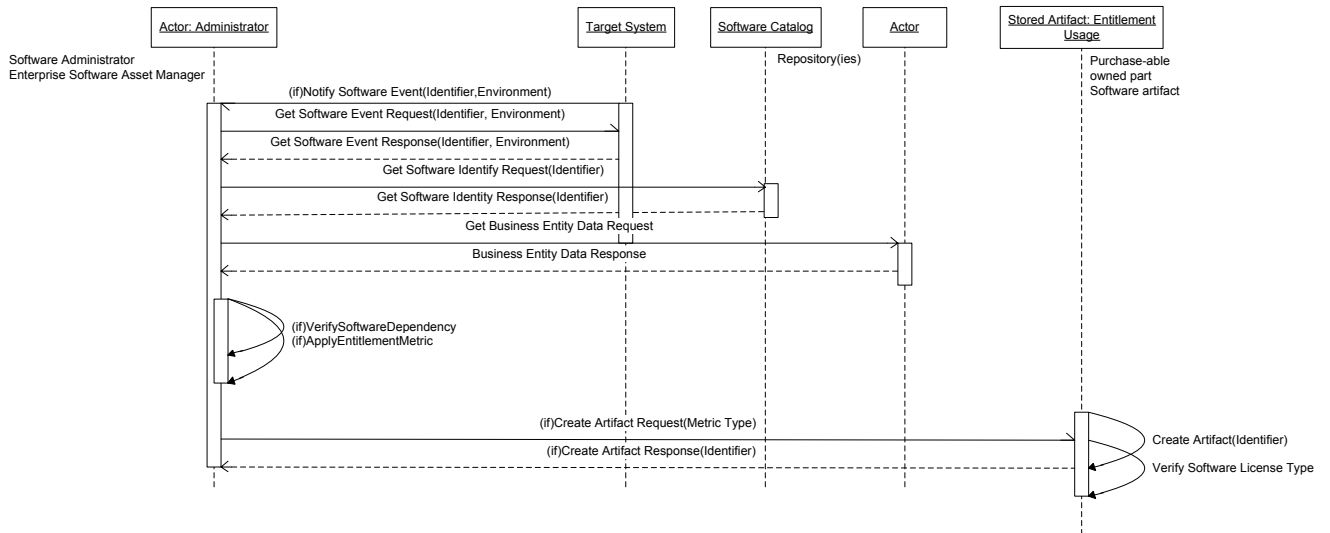 Actor: Administrator
Target System
Software Catalog
Actor
Stored Artifact: Entitlement
Usage
Software Administrator
Enterprise Software Asset Manager
Repository(ies)
Purchase-able
owned part
Software artifact
(if)Notify Software Event(Identifier,Environment)
Get Software Event Request(Identifier, Environment)
Get Software Event Response(Identifier, Environment)
Get Software Identify Request(Identifier)
Get Software Identity Response(Identifier)
Get Business Entity Data Request
Business Entity Data Response
(if)VerifySoftwareDependency
(if)ApplyEntitlementMetric
(if)Create Artifact Request(Metric Type)
Create Artifact(Identifier)
(if)Create Artifact Response(Identifier)
Verify Software License Type